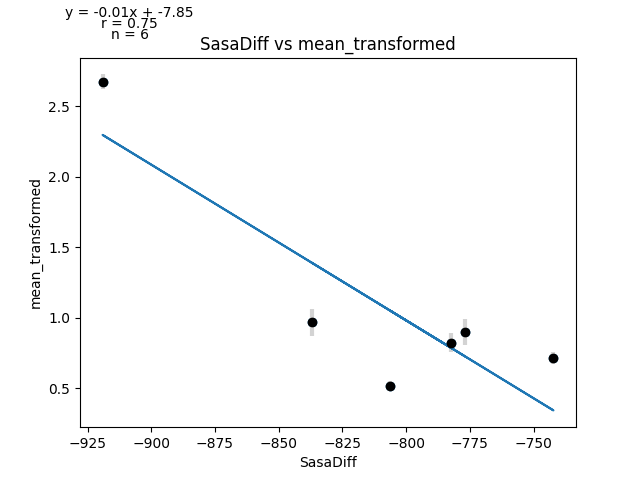 y = -0.01x + -7.85
r = 0.75
n = 6
SasaDiff vs mean_transformed
mean_transformed
2.5
2.0
1.5
1.0
0.5
−925 −900 −875 −850 −825 −800 −775 −750
SasaDiff